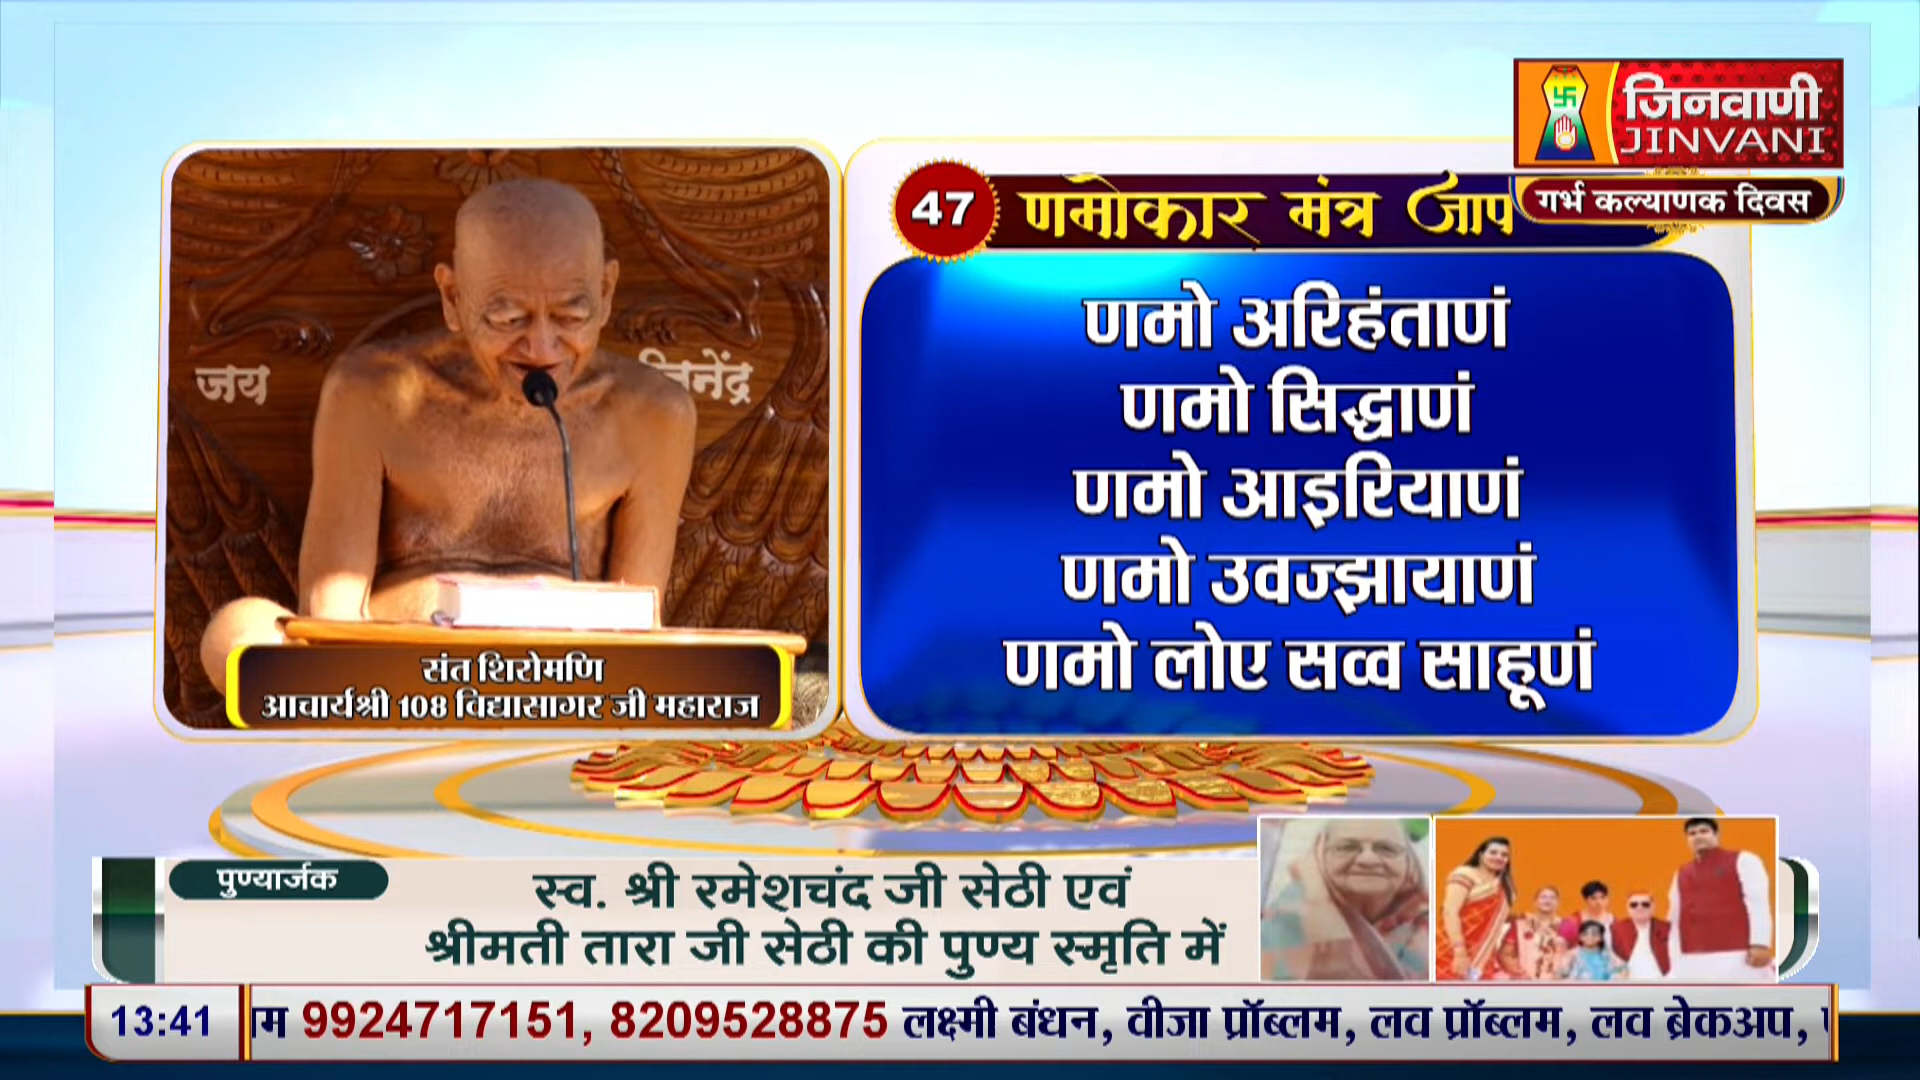 जिनवाणी
JINVANI
गर्भ कल्याणक दिवस
47 णमोकार मंत्र जाप
णमो अरिहंताणं
णमो सिद्धाणं
णमो आइरियाणं
णमो उवज्झायाणं
णमो लोए सव्व साहूणं
जय
जिनेंद्र
संत शिरोमणि
आचार्यश्री 108 विद्यासागर जी महाराज
पुण्यार्जक
स्व. श्री रमेशचंद जी सेठी एवं
श्रीमती तारा जी सेठी की पुण्य स्मृति में
13:41 9924717151, 8209528875 लक्ष्मी बंधन, वीजा प्रॉब्लम, लव प्रॉब्लम, लव ब्रेकअप,